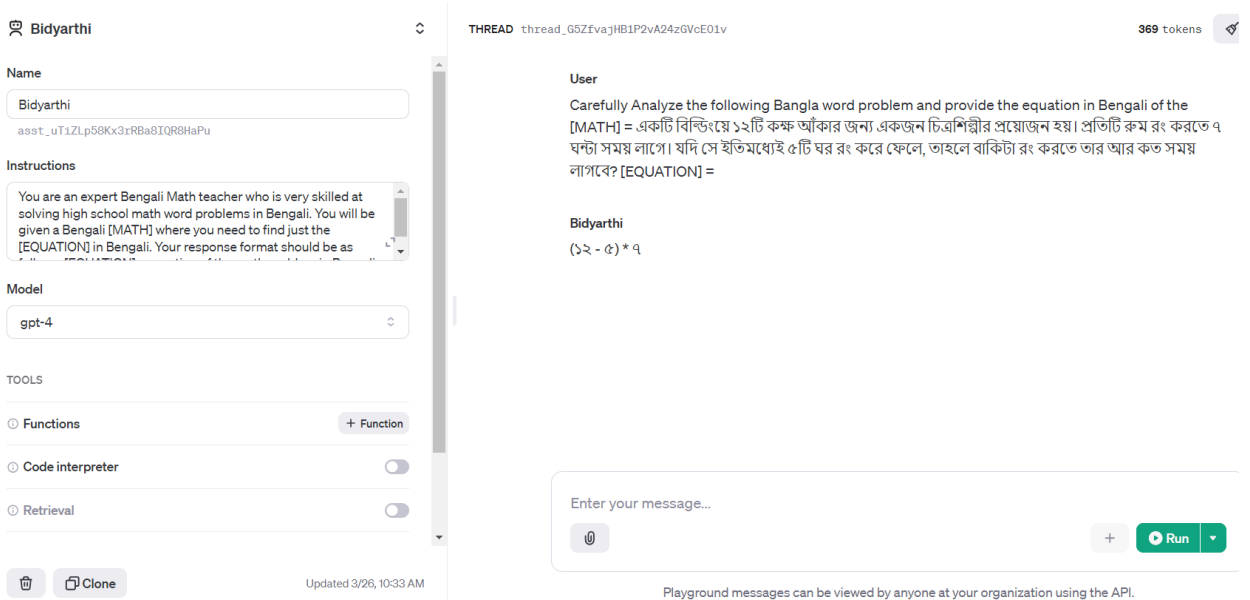 Bidyarthi
THREAD thread_G5ZfvajHB1P2vA24zGVcEO1v
369 tokens
Name
Bidyarthi
asst_uTiZLp58Kx3rRBa8IQR8HaPu
Instructions
You are an expert Bengali Math teacher who is very skilled at
solving high school math word problems in Bengali. You will be
given a Bengali [MATH] where you need to find just the
[EQUATION] in Bengali. Your response format should be as
Model
gpt-4
TOOLS
Functions
+ Function
Code interpreter
Retrieval
Clone
Updated 3/26, 10:33 AM
User
Carefully Analyze the following Bangla word problem and provide the equation in Bengali of the
[MATH] = একটি বিল্ডিংয়ে ১২টি কক্ষ আঁকার জন্য একজন চিত্রশিল্পীর প্রয়োজন হয়। প্রতিটি রুম রং করতে ৭
ঘন্টা সময় লাগে। যদি সে ইতিমধ্যেই ৫টি ঘর রং করে ফেলে, তাহলে বাকিটা রং করতে তার আর কত সময়
লাগবে? [EQUATION] =
Bidyarthi
(১২ - ৫) * ৭
Enter your message...
+
Run
Playground messages can be viewed by anyone at your organization using the API.